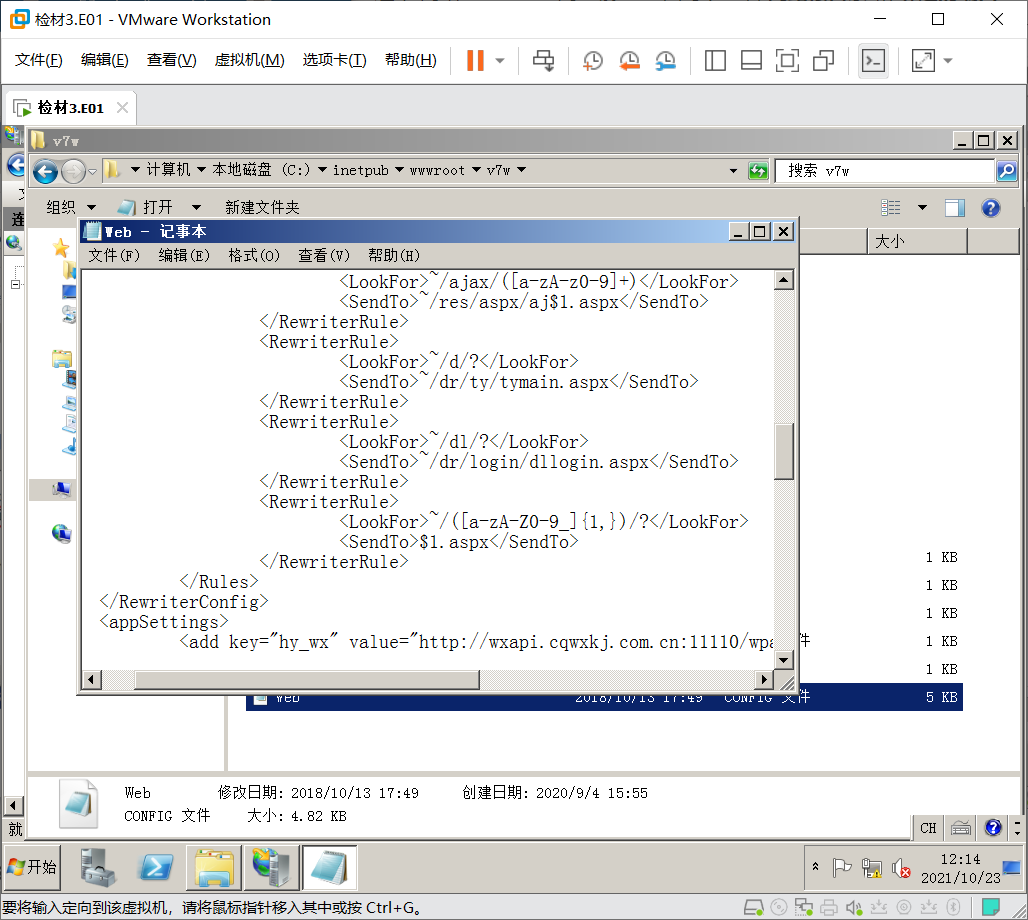 检材3.E01 - VMware Workstation
文件(F) 编辑(E) 查看(V) 虚拟机(M) 选项卡(T) 帮助(H)
检材3.E01
v7w
计算机 本地磁盘 (C:) inetpub wwwroot v7w
搜索 v7w
组织 打开 新建文件夹
连
大小
Web - 记事本
文件(F) 编辑(E) 格式(O) 查看(V) 帮助(H)
<LookFor>~/ajax/([a-zA-z0-9]+)</LookFor>
<SendTo>~/res/aspx/aj$1.aspx</SendTo>
</RewriterRule>
<RewriterRule>
<LookFor>~/d/?</LookFor>
<SendTo>~/dr/ty/tymain.aspx</SendTo>
</RewriterRule>
<RewriterRule>
<LookFor>~/dl/?</LookFor>
<SendTo>~/dr/login/dllogin.aspx</SendTo>
</RewriterRule>
<RewriterRule>
<LookFor>~/([a-zA-Z0-9_]{1,})/?</LookFor>
<SendTo>$1.aspx</SendTo>
</RewriterRule>
</Rules>
</RewriterConfig>
<appSettings>
<add key="hy_wx" value="http://wxapi.cqwxkj.com.cn:11110/wpa
1 KB
1 KB
1 KB
件 1 KB
1 KB
Web 2018/10/13 17:49 CONFIG 文件 5 KB
Web 修改日期: 2018/10/13 17:49 创建日期: 2020/9/4 15:55
CONFIG 文件 大小: 4.82 KB
就
CH
开始
12:14
2021/10/23
要将输入定向到该虚拟机，请将鼠标指针移入其中或按 Ctrl+G。